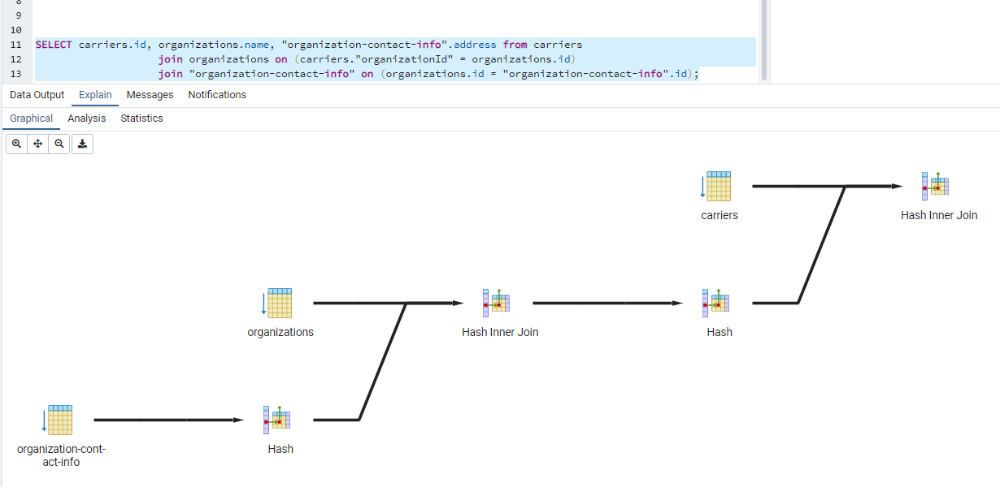 8
9
10
11 SELECT carriers.id, organizations.name, "organization-contact-info".address from carriers
12 join organizations on (carriers."organizationId" = organizations.id)
13 join "organization-contact-info" on (organizations.id = "organization-contact-info".id);
Data Output Explain Messages Notifications
Graphical Analysis Statistics
carriers
Hash Inner Join
organizations
Hash Inner Join
Hash
organization-cont-
act-info
Hash